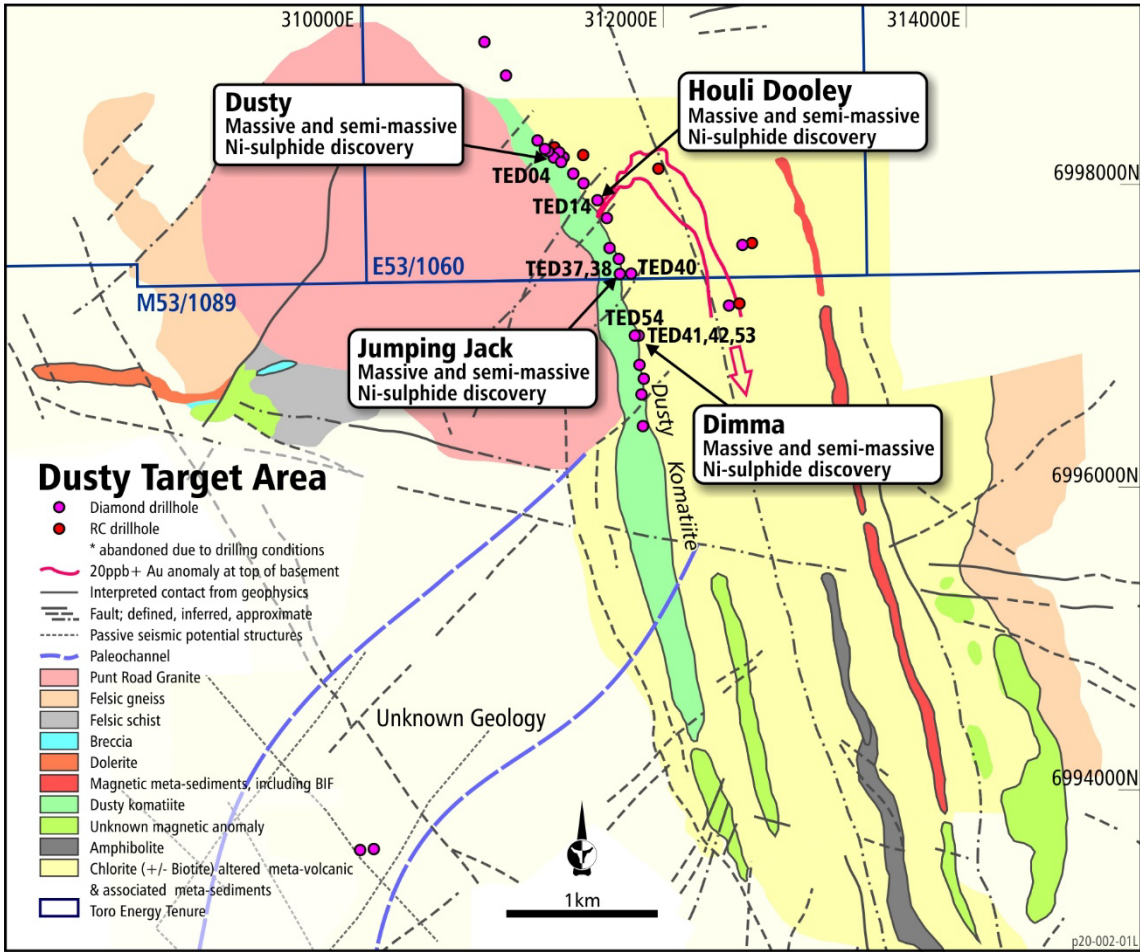 310000E
312000E
314000E
Dusty
Massive and semi-massive
Ni-sulphide discovery
Houli Dooley
Massive and semi-massive
Ni-sulphide discovery
TED04
6998000N
TED14
E53/1060
TED37,38
TED40
M53/1089
TED54
TED41,42,53
Jumping Jack
Massive and semi-massive
Ni-sulphide discovery
Dusty Komatiite
Dimma
Massive and semi-massive
Ni-sulphide discovery
6996000N
Dusty Target Area
Diamond drillhole
RC drillhole
* abandoned due to drilling conditions
20ppb+ Au anomaly at top of basement
Interpreted contact from geophysics
Fault; defined, inferred, approximate
Passive seismic potential structures
Paleochannel
Punt Road Granite
Felsic gneiss
Felsic schist
Breccia
Dolerite
Magnetic meta-sediments, including BIF
Dusty komatiite
Unknown magnetic anomaly
Amphibolite
Chlorite (+/- Biotite) altered meta-volcanic
& associated meta-sediments
Toro Energy Tenure
Unknown Geology
6994000N
1km
p20-002-01L